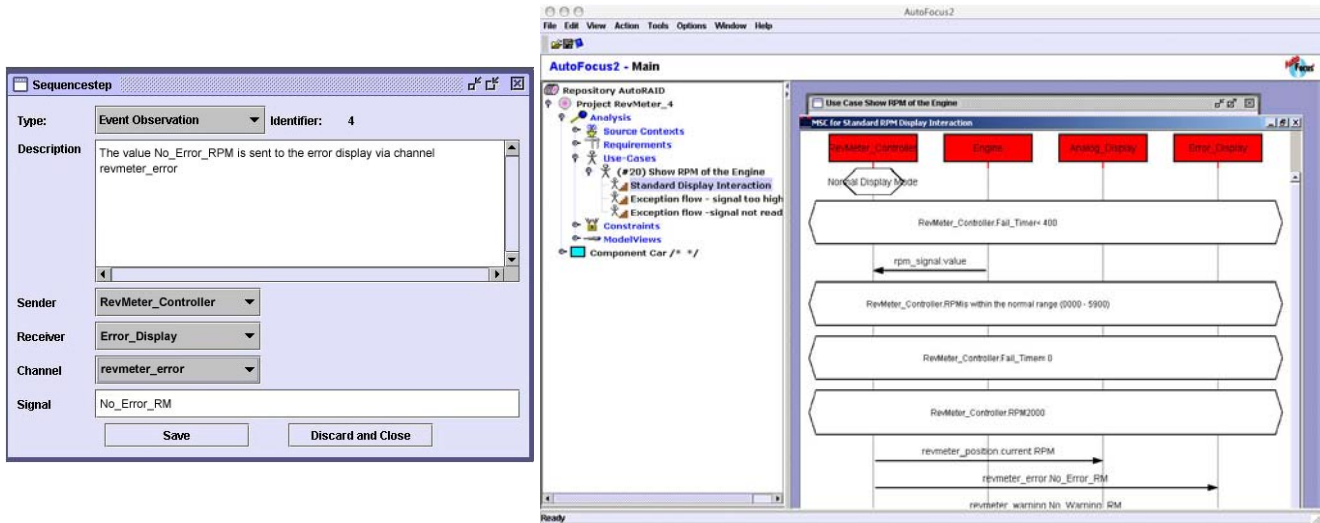 Sequencestep
Type:
Event Observation
Identifier:
4
Description
The value No_Error_RPM is sent to the error display via channel
revmeter_error
Sender
RevMeter_Controller
Receiver
Error_Display
Channel
revmeter_error
Signal
No_Error_RM
Save
Discard and Close
AutoFocus2
File Edit View Action Tools Options Window Help
AutoFocus2 - Main
Focus
Repository AutoRAID
Project RevMeter_4
Analysis
Source Contexts
Requirements
Use-Cases
(#20) Show RPM of the Engine
Standard Display Interaction
Exception flow - signal too high
Exception flow -signal not read
Constraints
ModelViews
Component Car /* */
Use Case Show RPM of the Engine
MSC for Standard RPM Display Interaction
RevMeter_Controller
Engine
Analog_Display
Error_Display
Normal Display Mode
RevMeter_Controller.Fail_Timer< 400
rpm_signal.value
RevMeter_Controller.RPMis within the normal range (0000 - 5900)
RevMeter_Controller.Fail_Timer= 0
RevMeter_Controller.RPM2000
revmeter_position.current.RPM
revmeter_error.No_Error_RM
revmeter_warning.No_Warning_RM
Ready